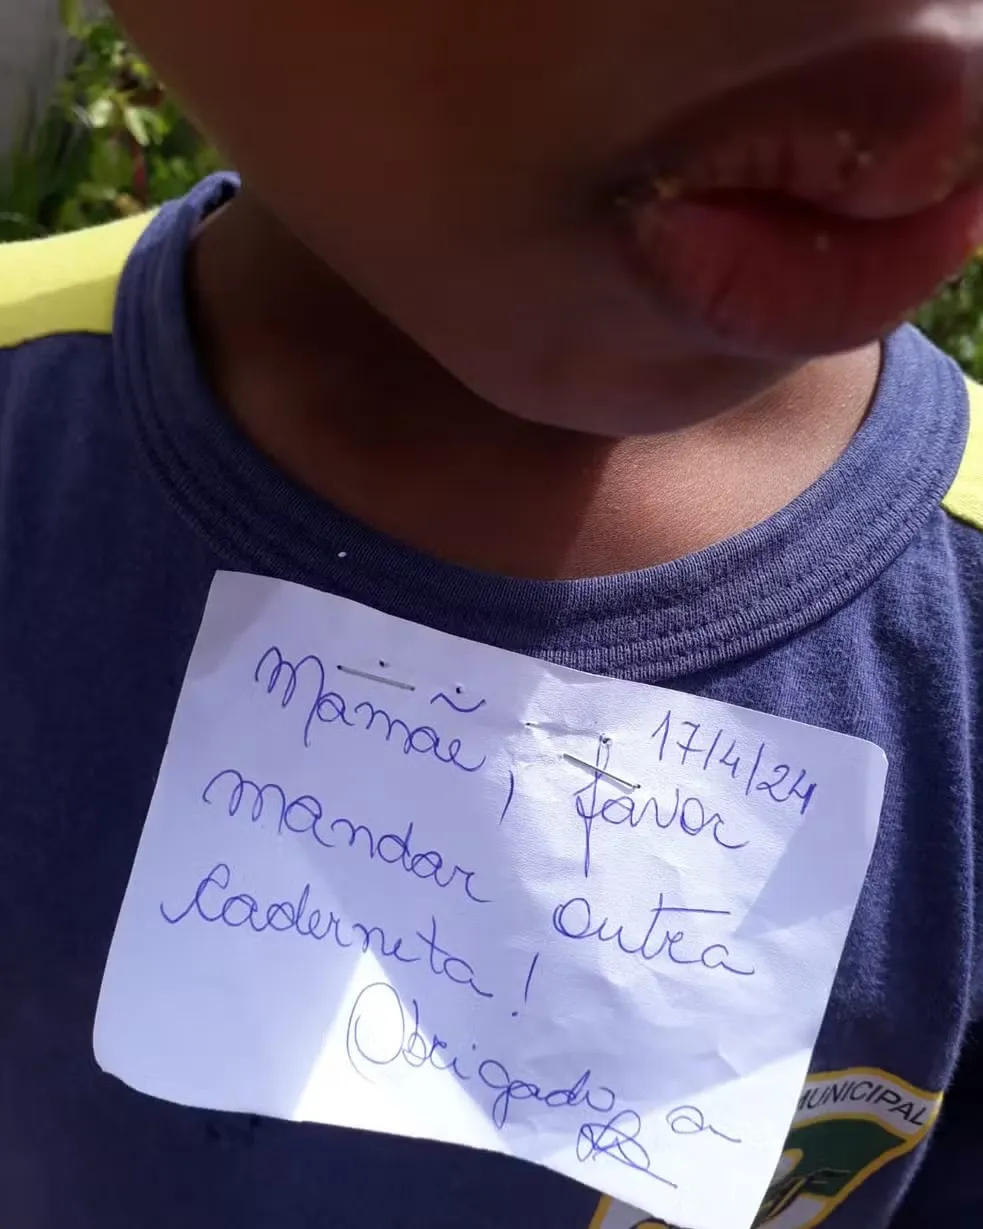 17/4/24
Mamãe, favor
mandar outra
Caderneta!
Obrigado, a
MUNICIPAL